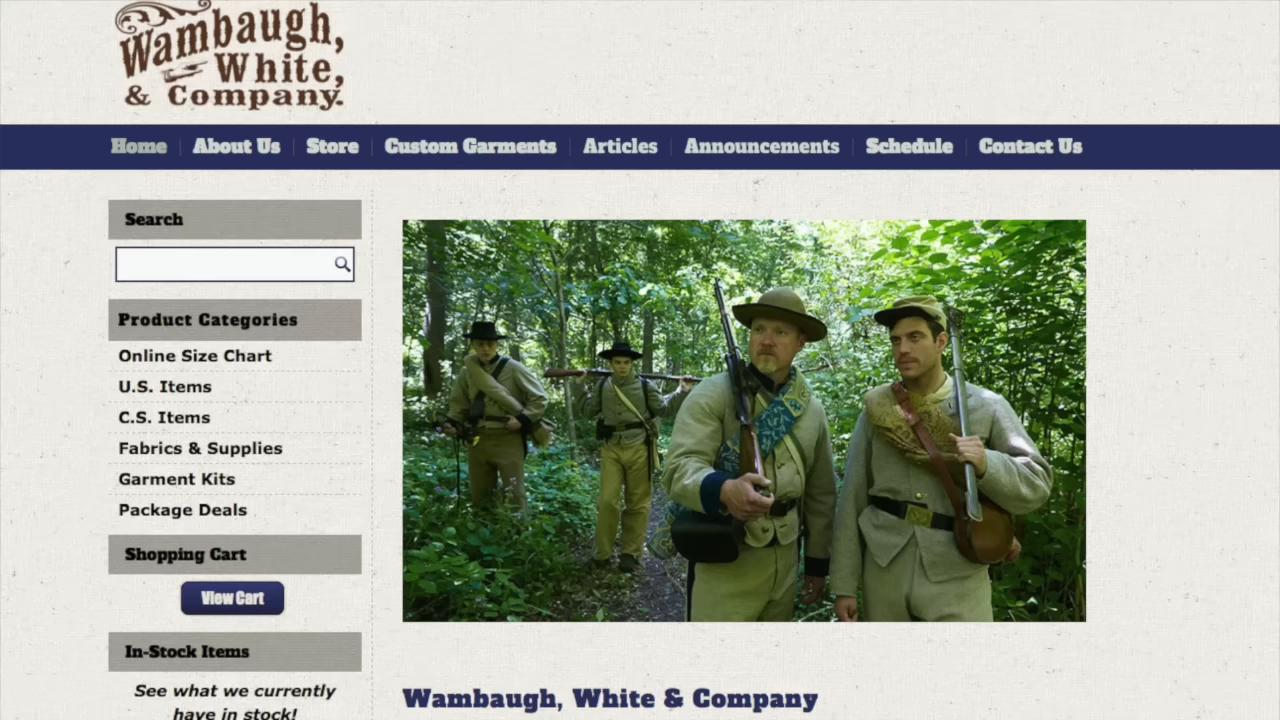 Wambaugh,
White,
& Company.
Home About Us Store Custom Garments Articles Announcements Schedule Contact Us
Search
Product Categories
Online Size Chart
U.S. Items
C.S. Items
Fabrics & Supplies
Garment Kits
Package Deals
Shopping Cart
View Cart
In-Stock Items
See what we currently
have in stock!
Wambaugh, White & Company